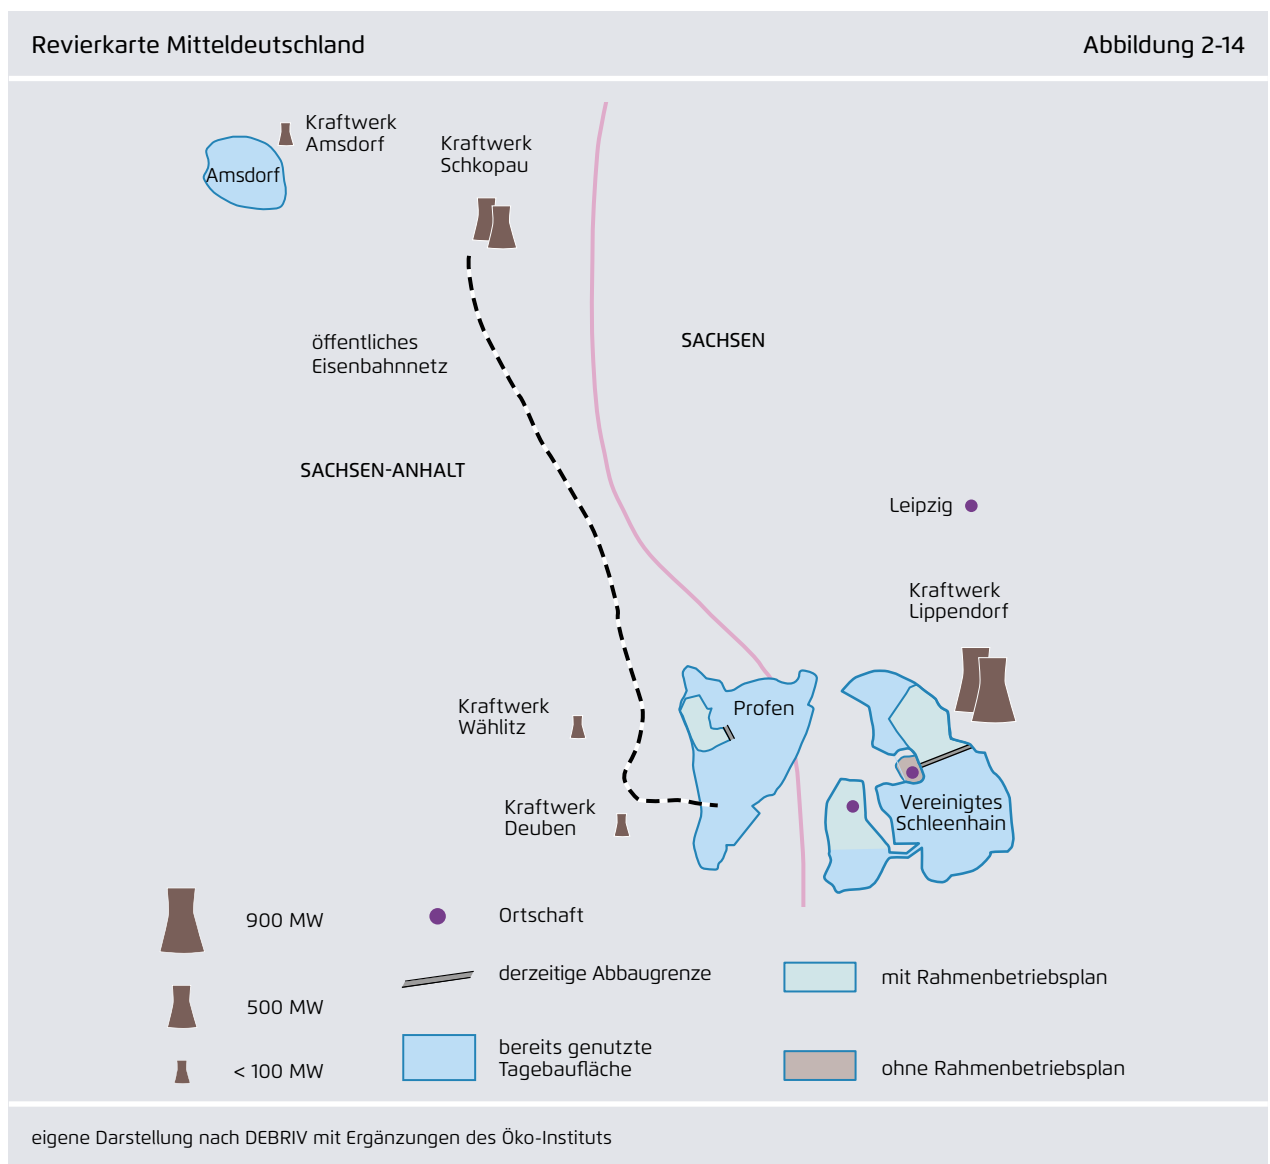 Revierkarte Mitteldeutschland
Abbildung 2-14
Kraftwerk
Amsdorf
Amsdorf
Kraftwerk
Schkopau
öffentliches
Eisenbahnnetz
SACHSEN
SACHSEN-ANHALT
Leipzig
Kraftwerk
Lippendorf
Kraftwerk
Wählitz
Profen
Kraftwerk
Deuben
Vereinigtes
Schleenhain
900 MW
500 MW
< 100 MW
Ortschaft
derzeitige Abbaugrenze
bereits genutzte
Tagebaufläche
mit Rahmenbetriebsplan
ohne Rahmenbetriebsplan
eigene Darstellung nach DEBRIV mit Ergänzungen des Öko-Instituts